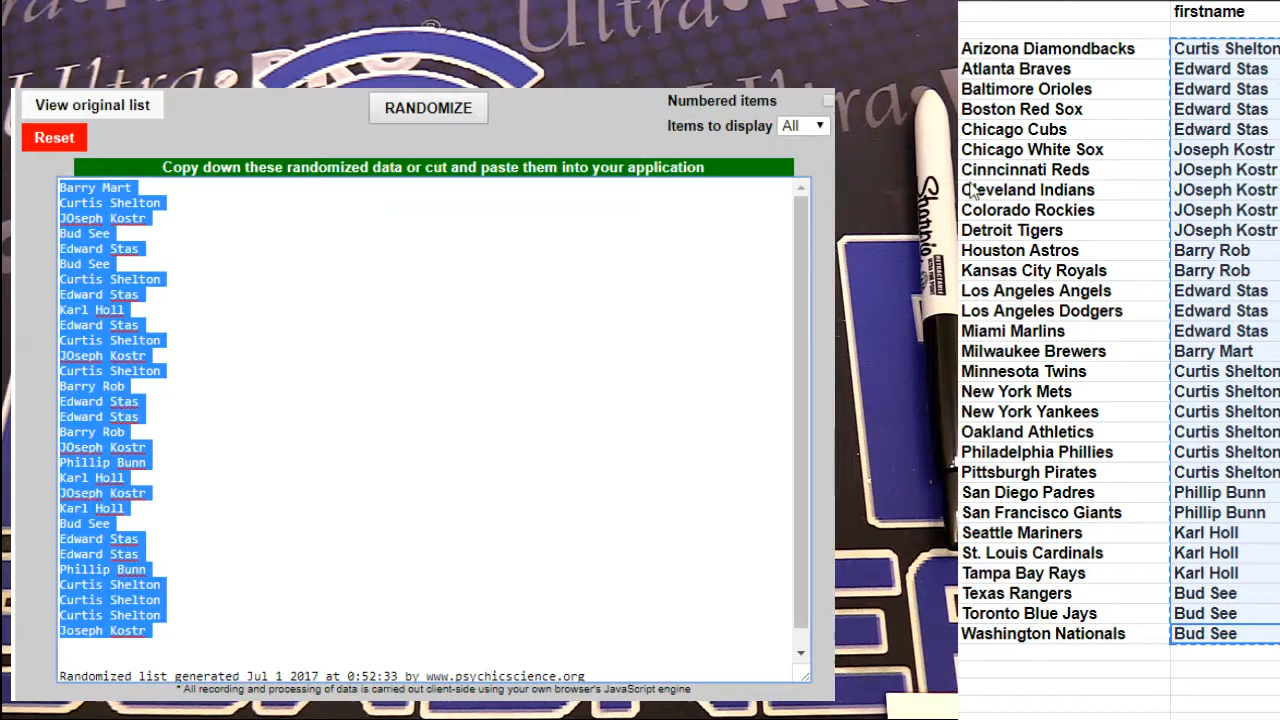 Ultra PRO
Ultra PRO
Ultra
View original list
RANDOMIZE
Numbered items
Items to display All
Reset
Copy down these randomized data or cut and paste them into your application
Barry Mart
Curtis Shelton
JOseph Kostr
Bud See
Edward Stas
Bud See
Curtis Shelton
Edward Stas
Karl Holl
Edward Stas
Curtis Shelton
JOseph Kostr
Curtis Shelton
Barry Rob
Edward Stas
Edward Stas
Barry Rob
JOseph Kostr
Phillip Bunn
Karl Holl
JOseph Kostr
Karl Holl
Bud See
Edward Stas
Edward Stas
Phillip Bunn
Curtis Shelton
Curtis Shelton
Curtis Shelton
Joseph Kostr
Randomized list generated Jul 1 2017 at 0:52:33 by www.psychicscience.org
* All recording and processing of data is carried out client-side using your own browser's JavaScript engine
Sharpie
firstname
Arizona Diamondbacks Curtis Shelton
Atlanta Braves Edward Stas
Baltimore Orioles Edward Stas
Boston Red Sox Edward Stas
Chicago Cubs Edward Stas
Chicago White Sox Joseph Kostr
Cinncinnati Reds JOseph Kostr
Cleveland Indians JOseph Kostr
Colorado Rockies JOseph Kostr
Detroit Tigers JOseph Kostr
Houston Astros Barry Rob
Kansas City Royals Barry Rob
Los Angeles Angels Edward Stas
Los Angeles Dodgers Edward Stas
Miami Marlins Edward Stas
Milwaukee Brewers Barry Mart
Minnesota Twins Curtis Shelton
New York Mets Curtis Shelton
New York Yankees Curtis Shelton
Oakland Athletics Curtis Shelton
Philadelphia Phillies Curtis Shelton
Pittsburgh Pirates Curtis Shelton
San Diego Padres Phillip Bunn
San Francisco Giants Phillip Bunn
Seattle Mariners Karl Holl
St. Louis Cardinals Karl Holl
Tampa Bay Rays Karl Holl
Texas Rangers Bud See
Toronto Blue Jays Bud See
Washington Nationals Bud See